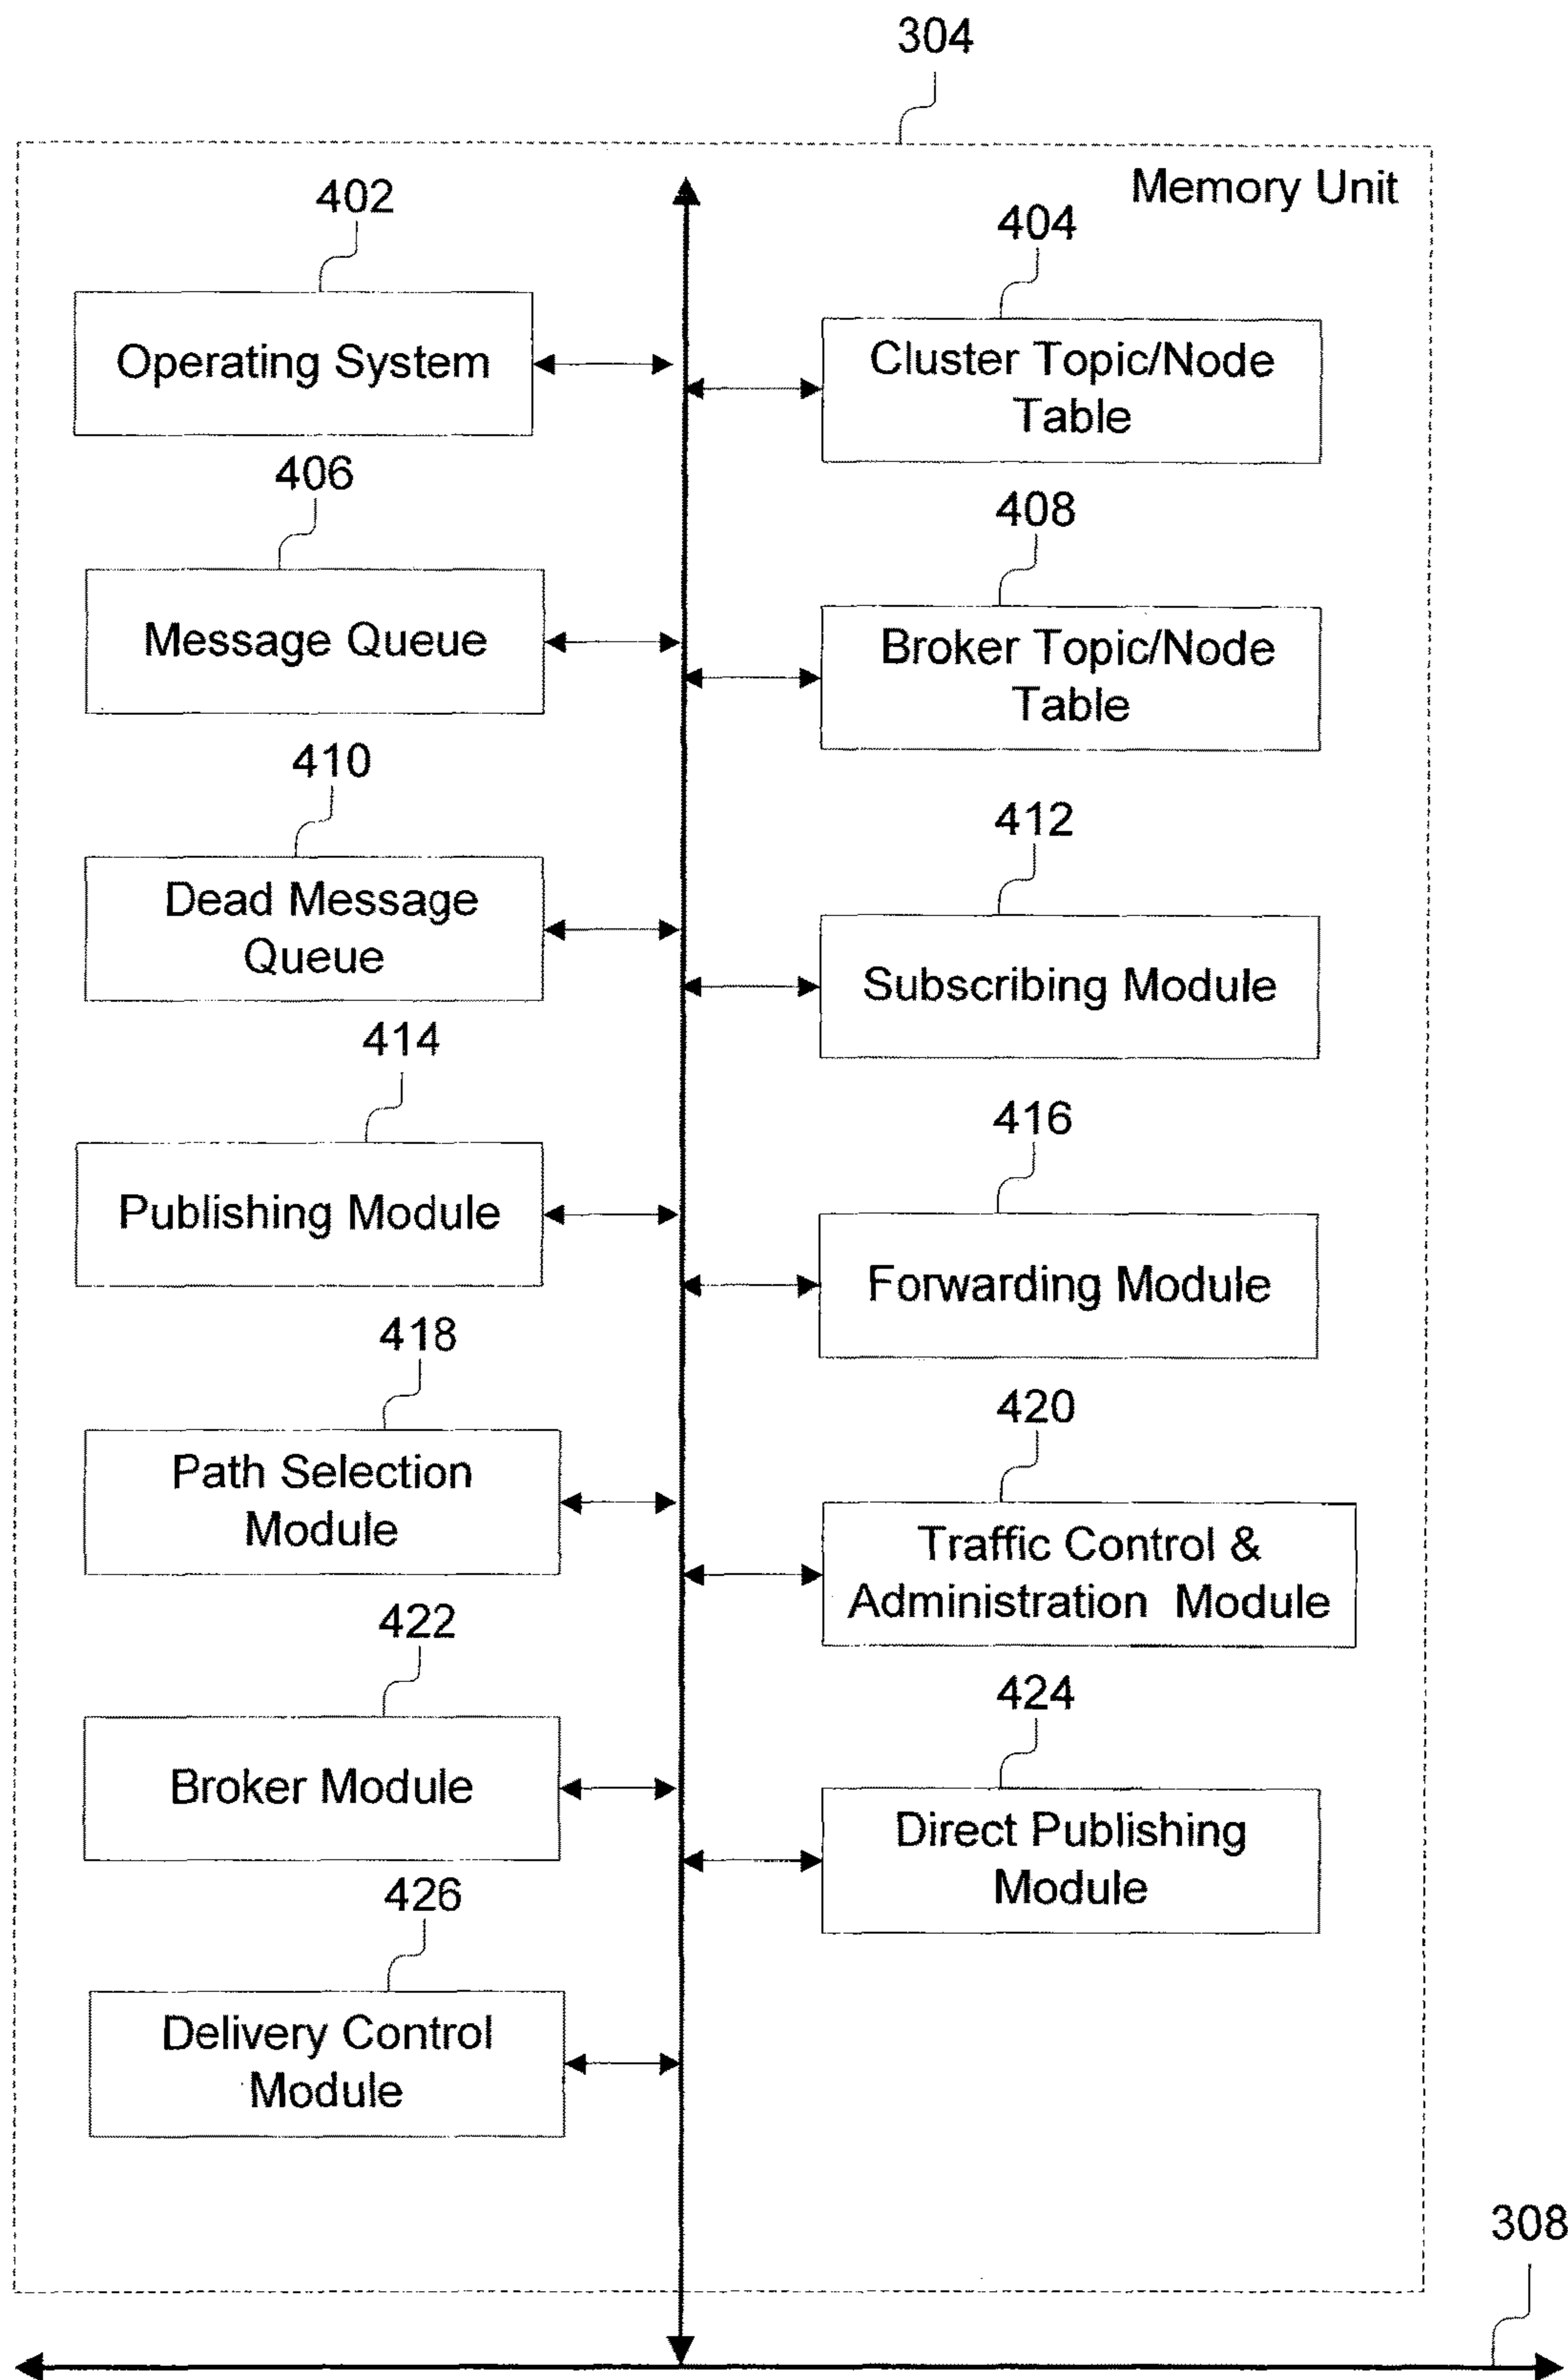 304
Memory Unit
402
Operating System
404
Cluster Topic/Node
Table
406
Message Queue
408
Broker Topic/Node
Table
410
Dead Message
Queue
412
Subscribing Module
414
Publishing Module
416
Forwarding Module
418
Path Selection
Module
420
Traffic Control &
Administration Module
422
Broker Module
424
Direct Publishing
Module
426
Delivery Control
Module
308